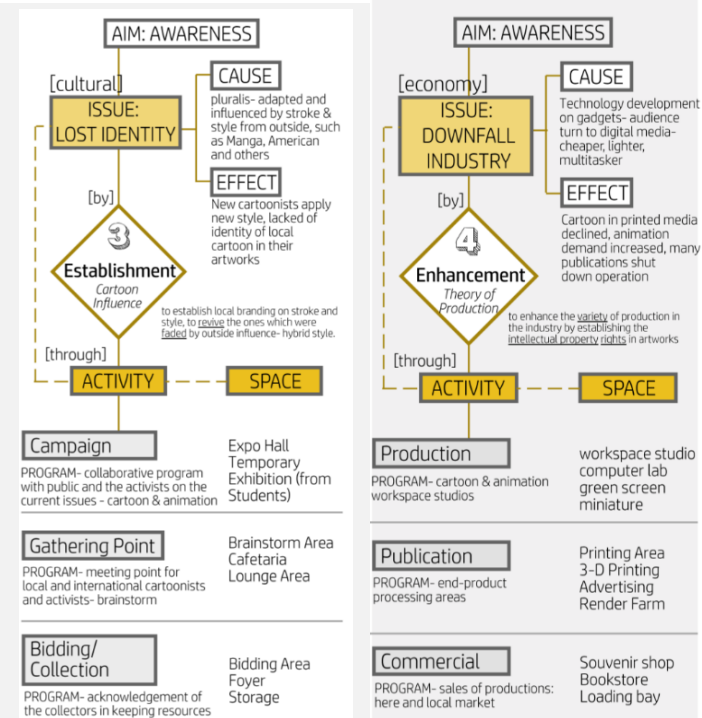 AIM: AWARENESS
[cultural]
ISSUE:
LOST IDENTITY
CAUSE
pluralis- adapted and
influenced by stroke &
style from outside, such
as Manga, American
and others
EFFECT
New cartoonists apply
new style, lacked of
identity of local
cartoon in their
artworks
[by]
3
Establishment
Cartoon
Influence
to establish local branding on stroke and
style, to revive the ones which were
faded by outside influence- hybrid style.
[through]
ACTIVITY
SPACE
Campaign
PROGRAM- collaborative program
with public and the activists on the
current issues - cartoon & animation
Expo Hall
Temporary
Exhibition (from
Students)
Gathering Point
PROGRAM- meeting point for
local and international cartoonists
and activists- brainstorm
Brainstorm Area
Cafetaria
Lounge Area
Bidding/
Collection
PROGRAM- acknowledgement of
the collectors in keeping resources
Bidding Area
Foyer
Storage
AIM: AWARENESS
[economy]
ISSUE:
DOWNFALL
INDUSTRY
CAUSE
Technology development
on gadgets- audience
turn to digital media-
cheaper, lighter,
multitasker
EFFECT
Cartoon in printed media
declined, animation
demand increased, many
publications shut
down operation
[by]
4
Enhancement
Theory of
Production
to enhance the variety of production in
the industry by establishing the
intellectual property rights in artworks
[through]
ACTIVITY
SPACE
Production
PROGRAM- cartoon & animation
workspace studios
workspace studio
computer lab
green screen
miniature
Publication
PROGRAM- end-product
processing areas
Printing Area
3-D Printing
Advertising
Render Farm
Commercial
PROGRAM- sales of productions:
here and local market
Souvenir shop
Bookstore
Loading bay